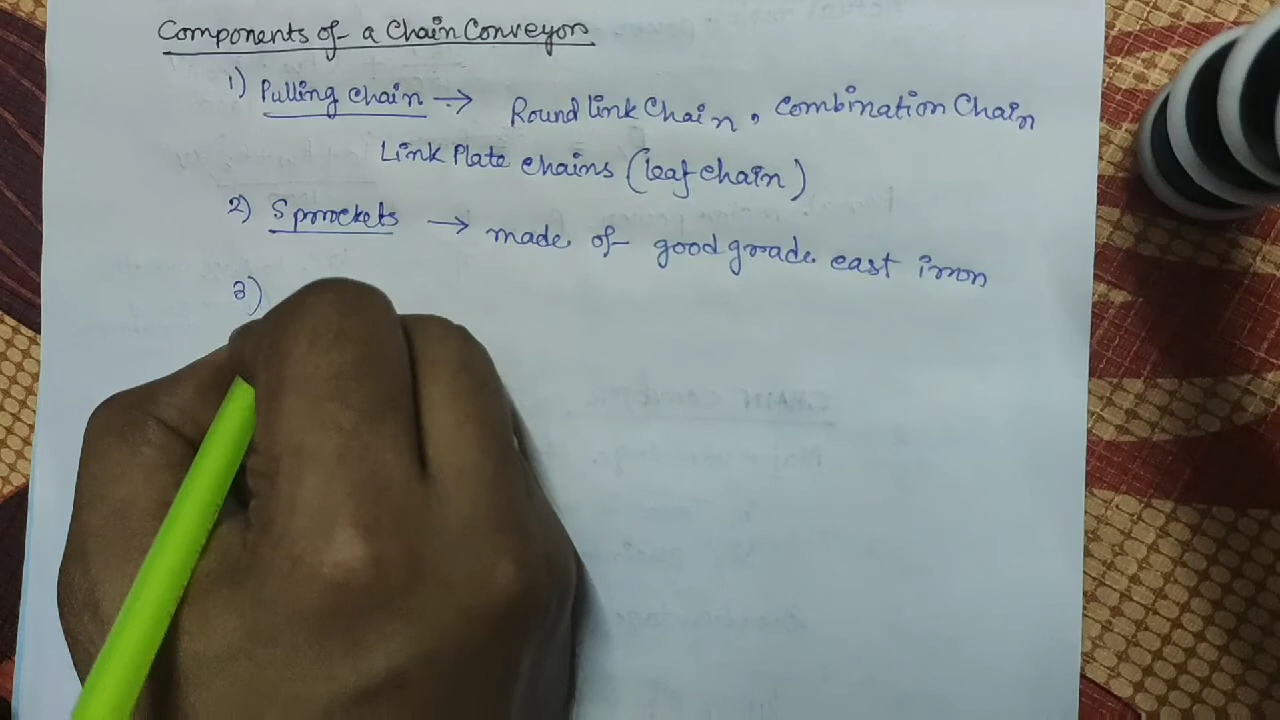 Components of a Chain Conveyor
1) Pulling chain → Round link Chain, Combination Chain
Link Plate chains (leaf chain)
2) Sprockets → made of good grade cast iron
3)